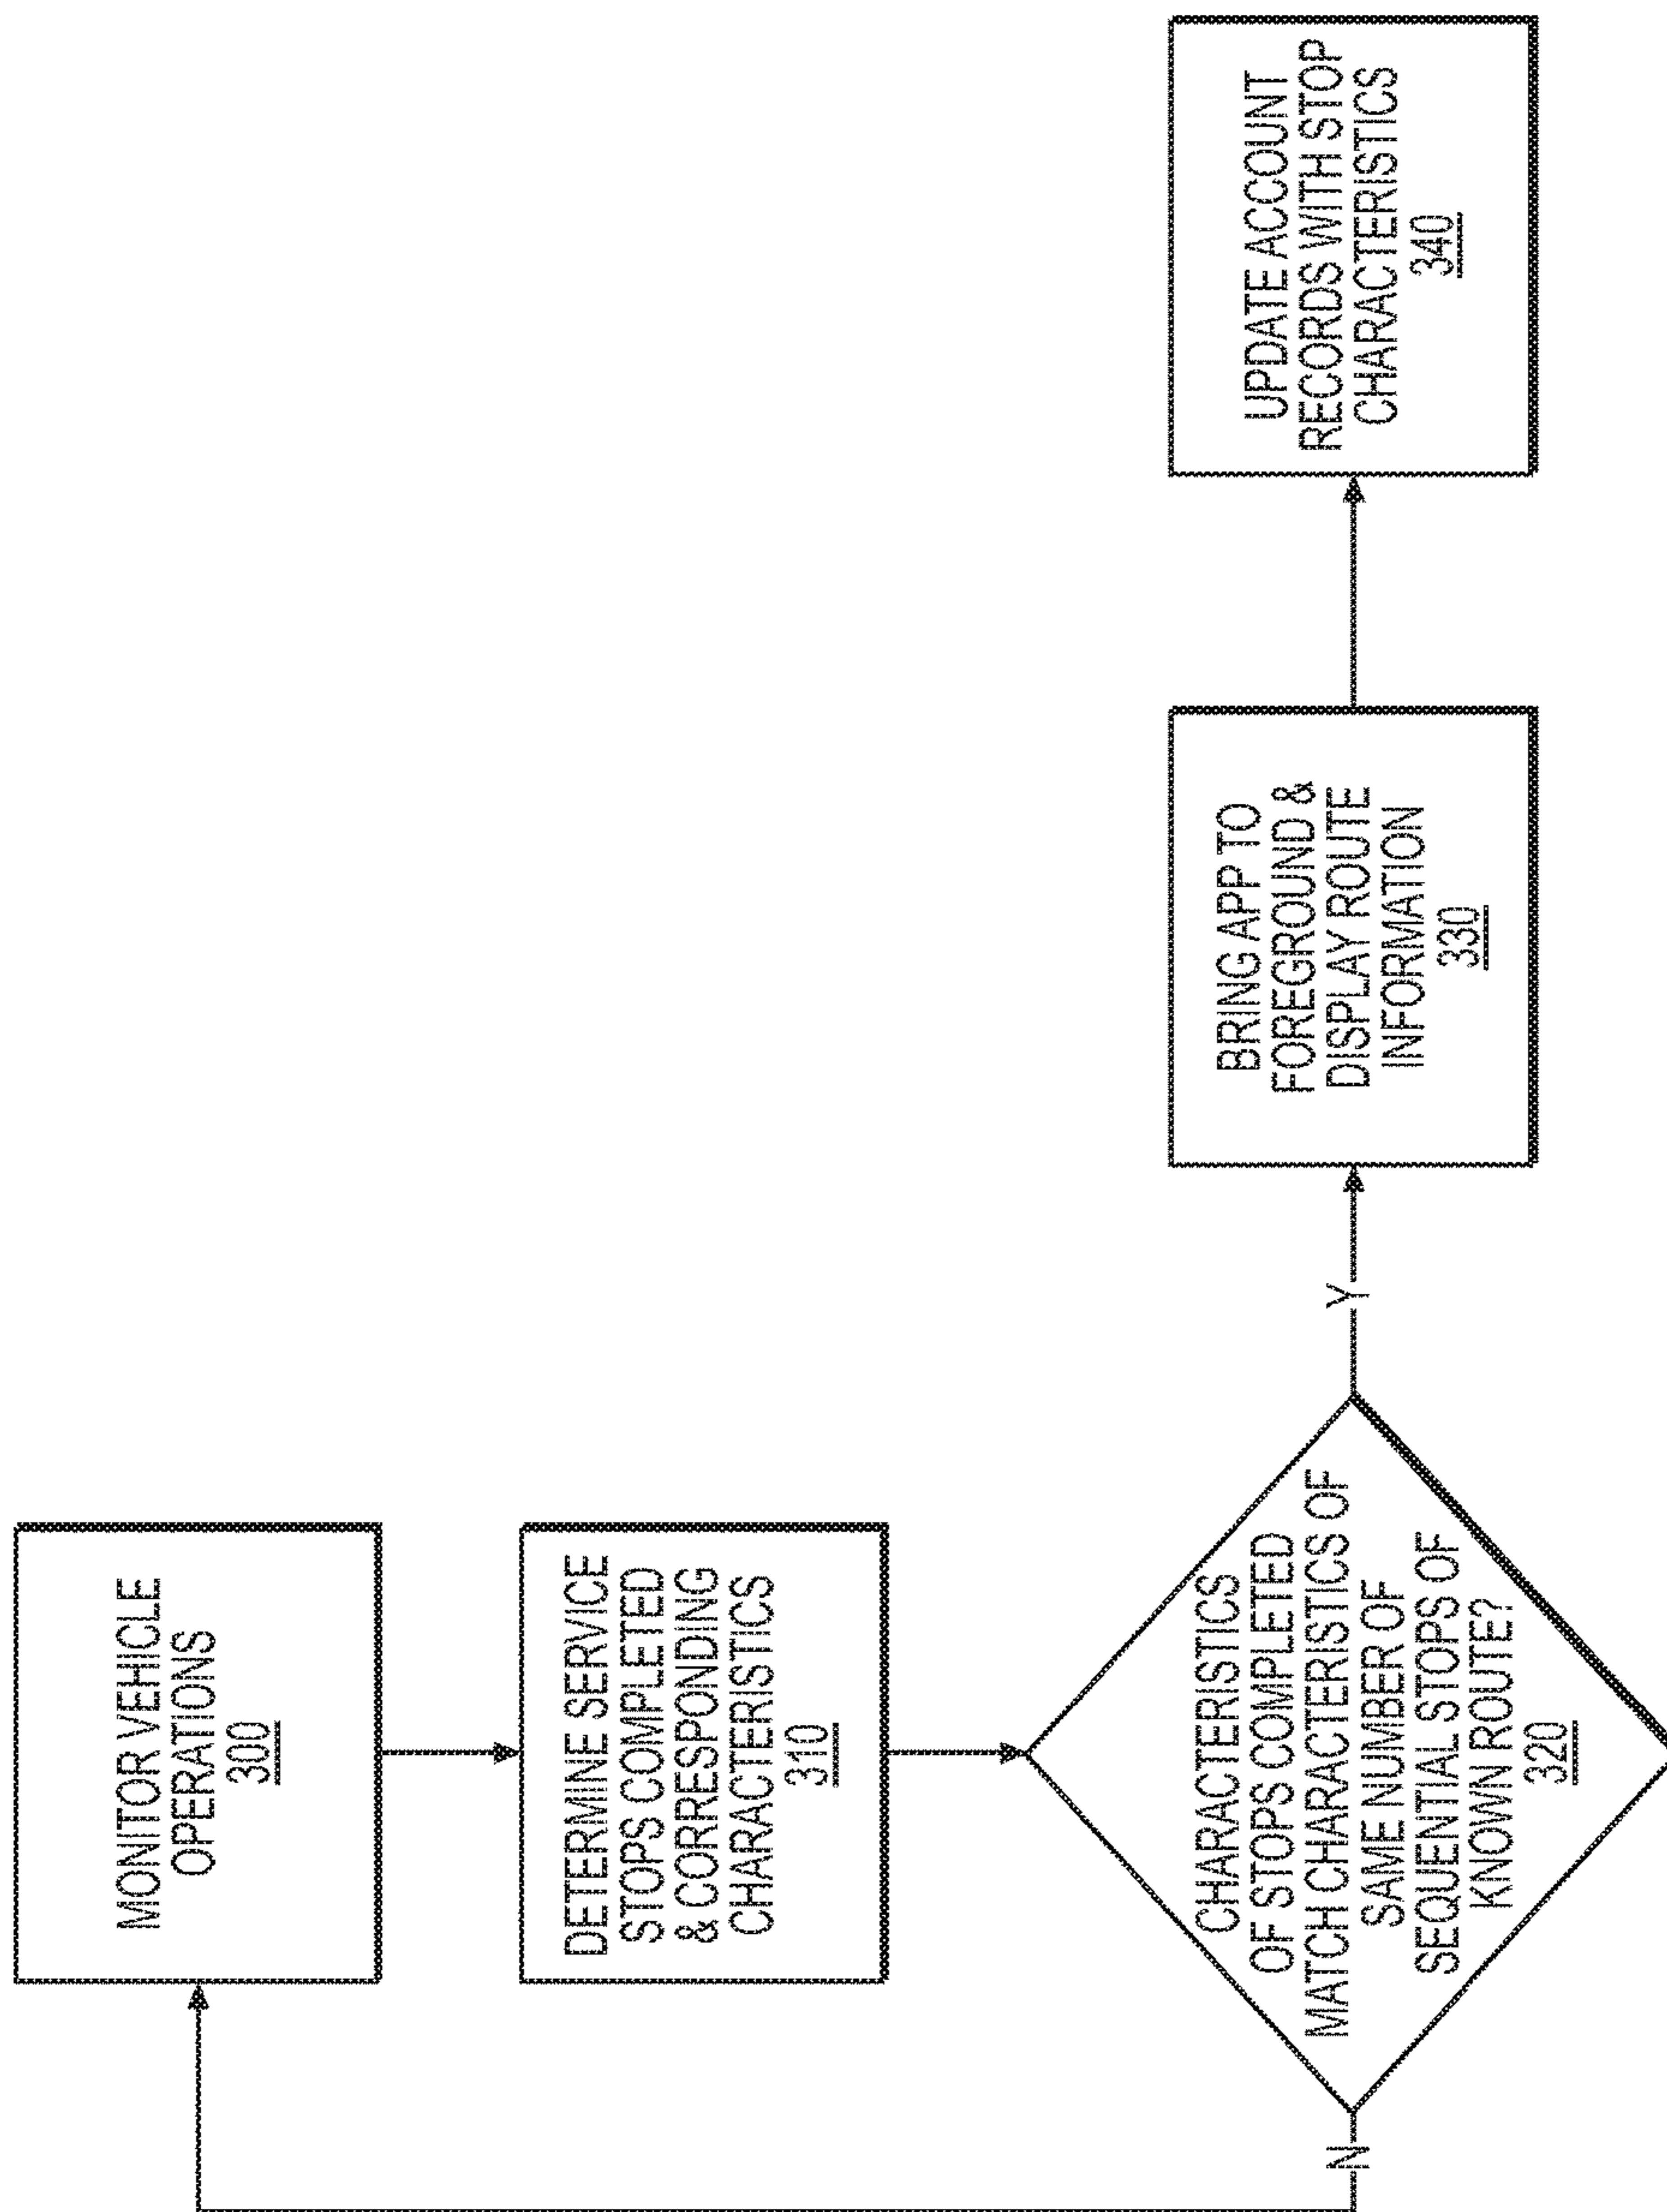 MONITOR VEHICLE
OPERATIONS
300
DETERMINE SERVICE
STOPS COMPLETED
& CORRESPONDING
CHARACTERISTICS
310
CHARACTERISTICS
OF STOPS COMPLETED
MATCH CHARACTERISTICS OF
SAME NUMBER OF
SEQUENTIAL STOPS OF
KNOWN ROUTE?
320
N
Y
BRING APP TO
FOREGROUND &
DISPLAY ROUTE
INFORMATION
330
UPDATE ACCOUNT
RECORDS WITH STOP
CHARACTERISTICS
340